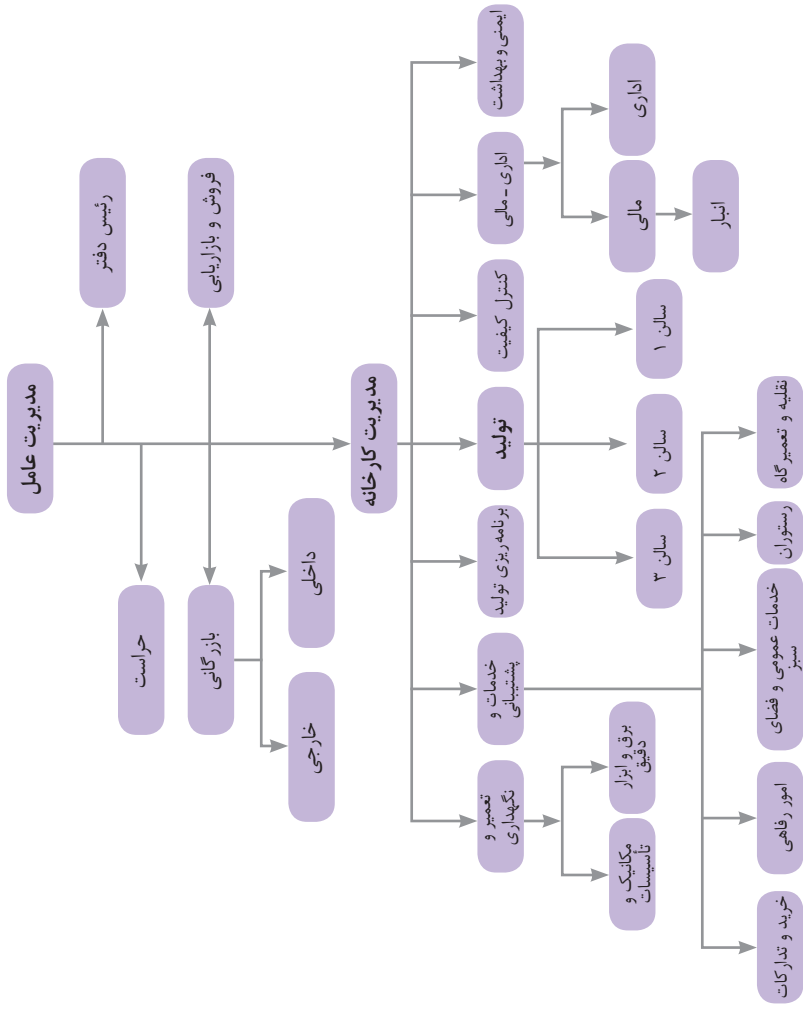 مدیریت عامل
رئیس دفتر
حراست
فروش و بازاریابی
بازرگانی
داخلی
خارجی
مدیریت کارخانه
ایمنی و بهداشت
اداری - مالی
کنترل کیفیت
تولید
برنامه ریزی تولید
خدمات و
پشتیبانی
تعمیر و
نگهداری
اداری
مالی
انبار
سالن ۱
سالن ۲
سالن ۳
برق و ابزار
دقیق
مکانیک و
تأسیسات
نقلیه و تعمیرگاه
رستوران
خدمات عمومی و فضای
سبز
امور رفاهی
خرید و تدارکات